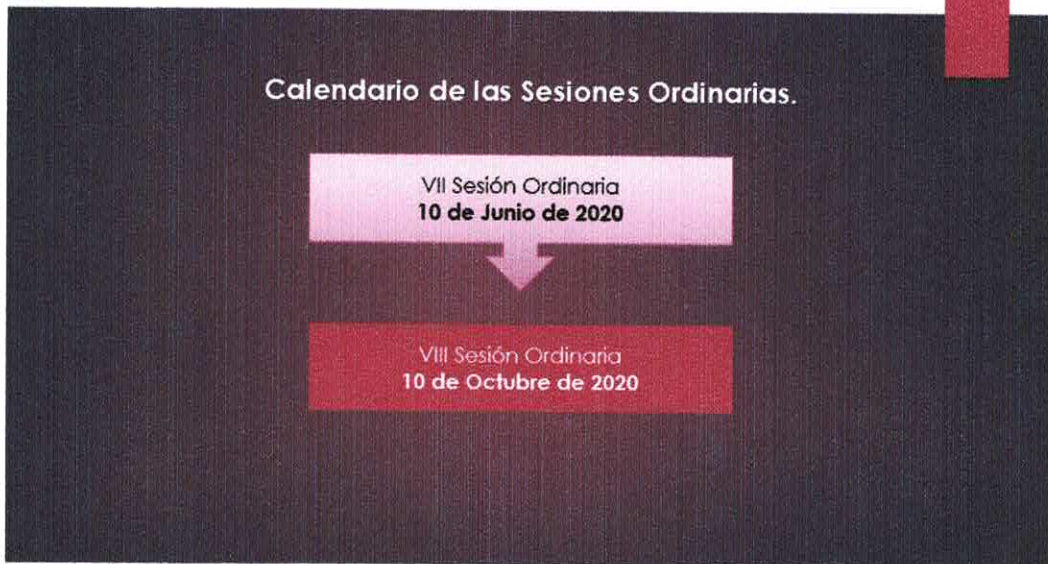 Calendario de las Sesiones Ordinarias.
VII Sesión Ordinaria
10 de Junio de 2020
VIII Sesión Ordinaria
10 de Octubre de 2020